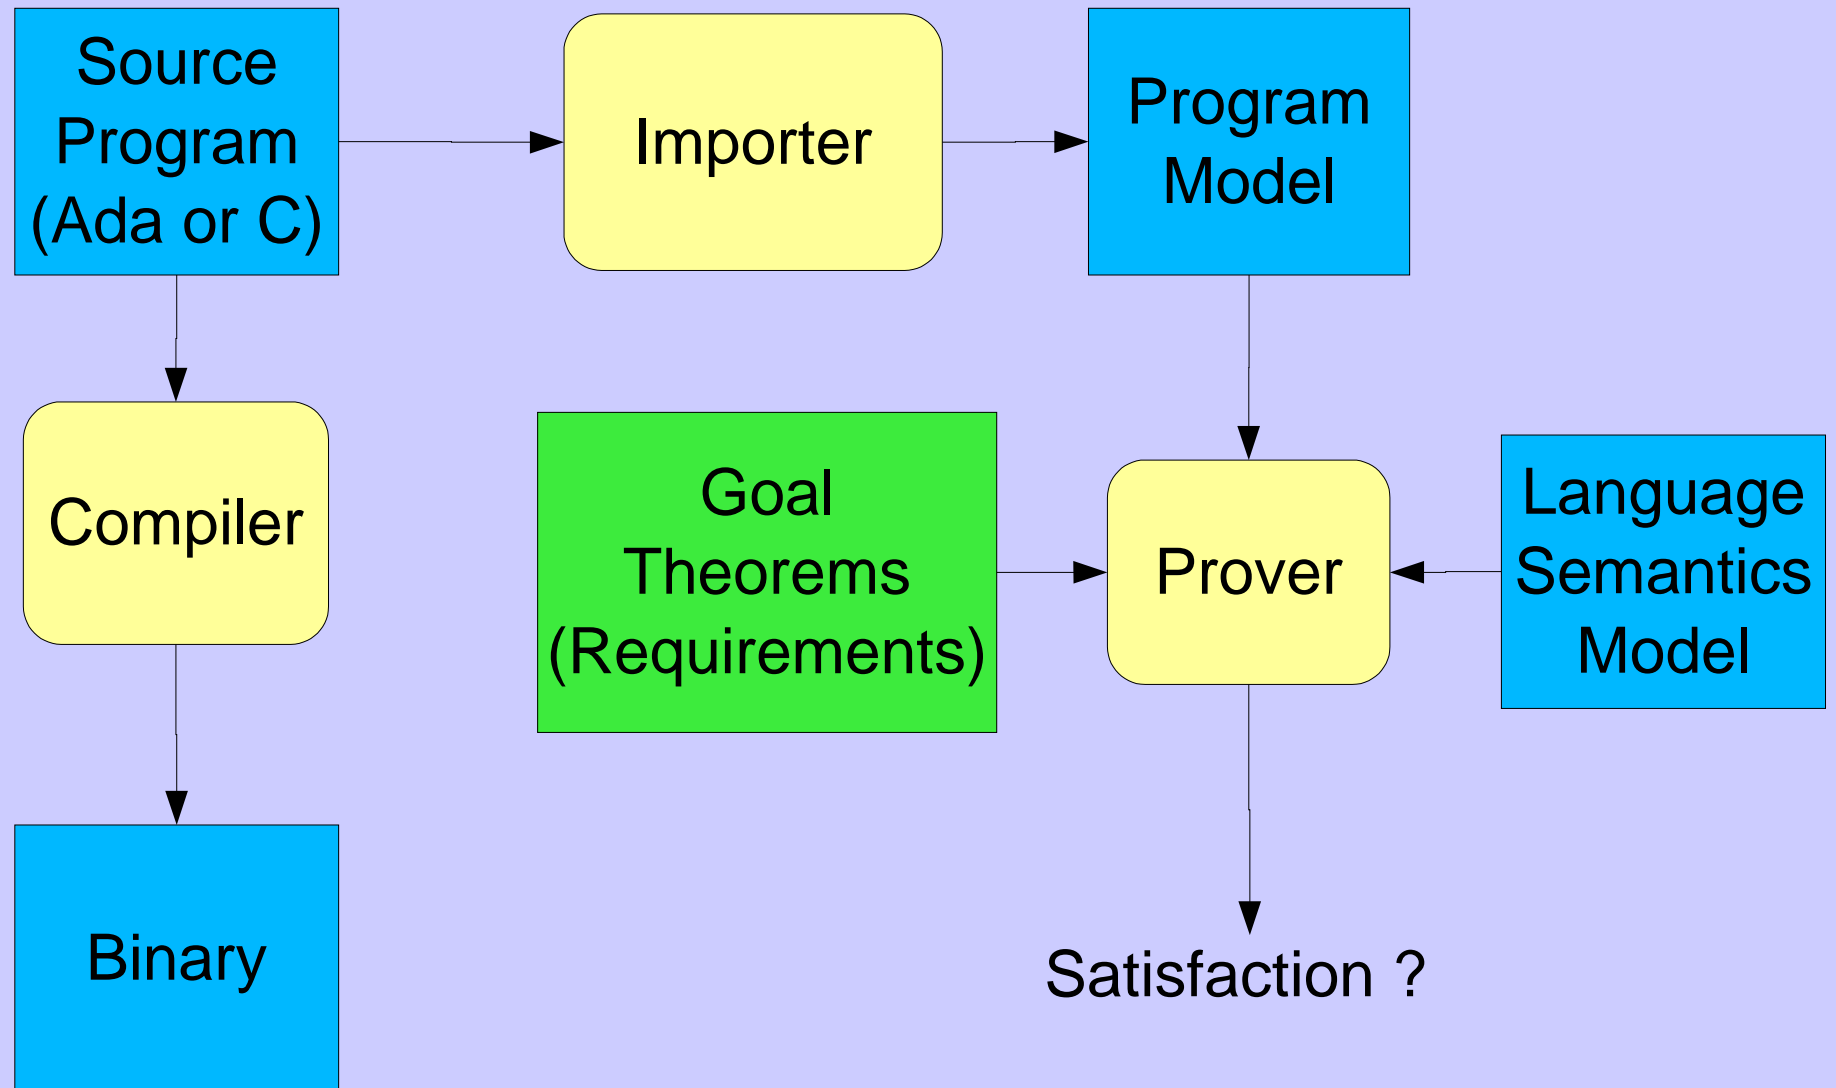 Source
Program
(Ada or C)
Importer
Program
Model
Compiler
Goal
Theorems
(Requirements)
Prover
Language
Semantics
Model
Binary
Satisfaction ?